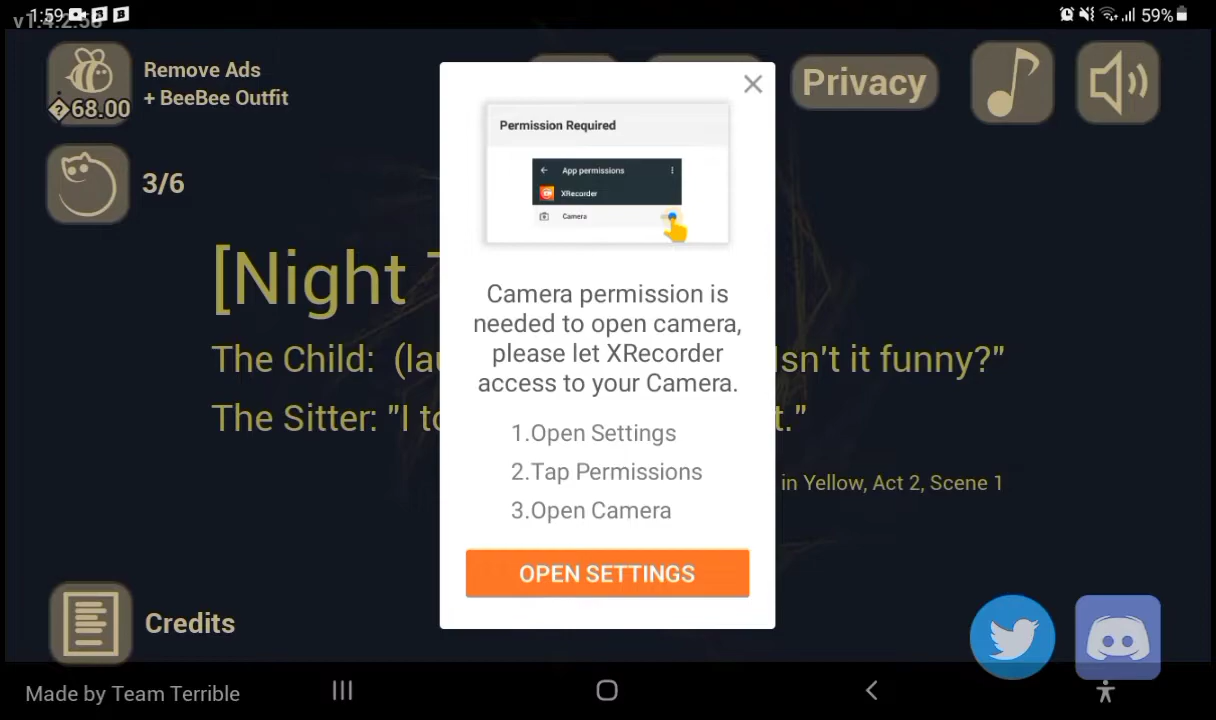 1:59
59%
v1.4.2.58
Remove Ads
+ BeeBee Outfit
68.00
Privacy
3/6
Permission Required
App permissions
XRecorder
Camera
Camera permission is
needed to open camera,
please let XRecorder
access to your Camera.
1.Open Settings
2.Tap Permissions
3.Open Camera
OPEN SETTINGS
[Night
The Child: (lau Isn't it funny?"
The Sitter: "I to t."
in Yellow, Act 2, Scene 1
Credits
Made by Team Terrible